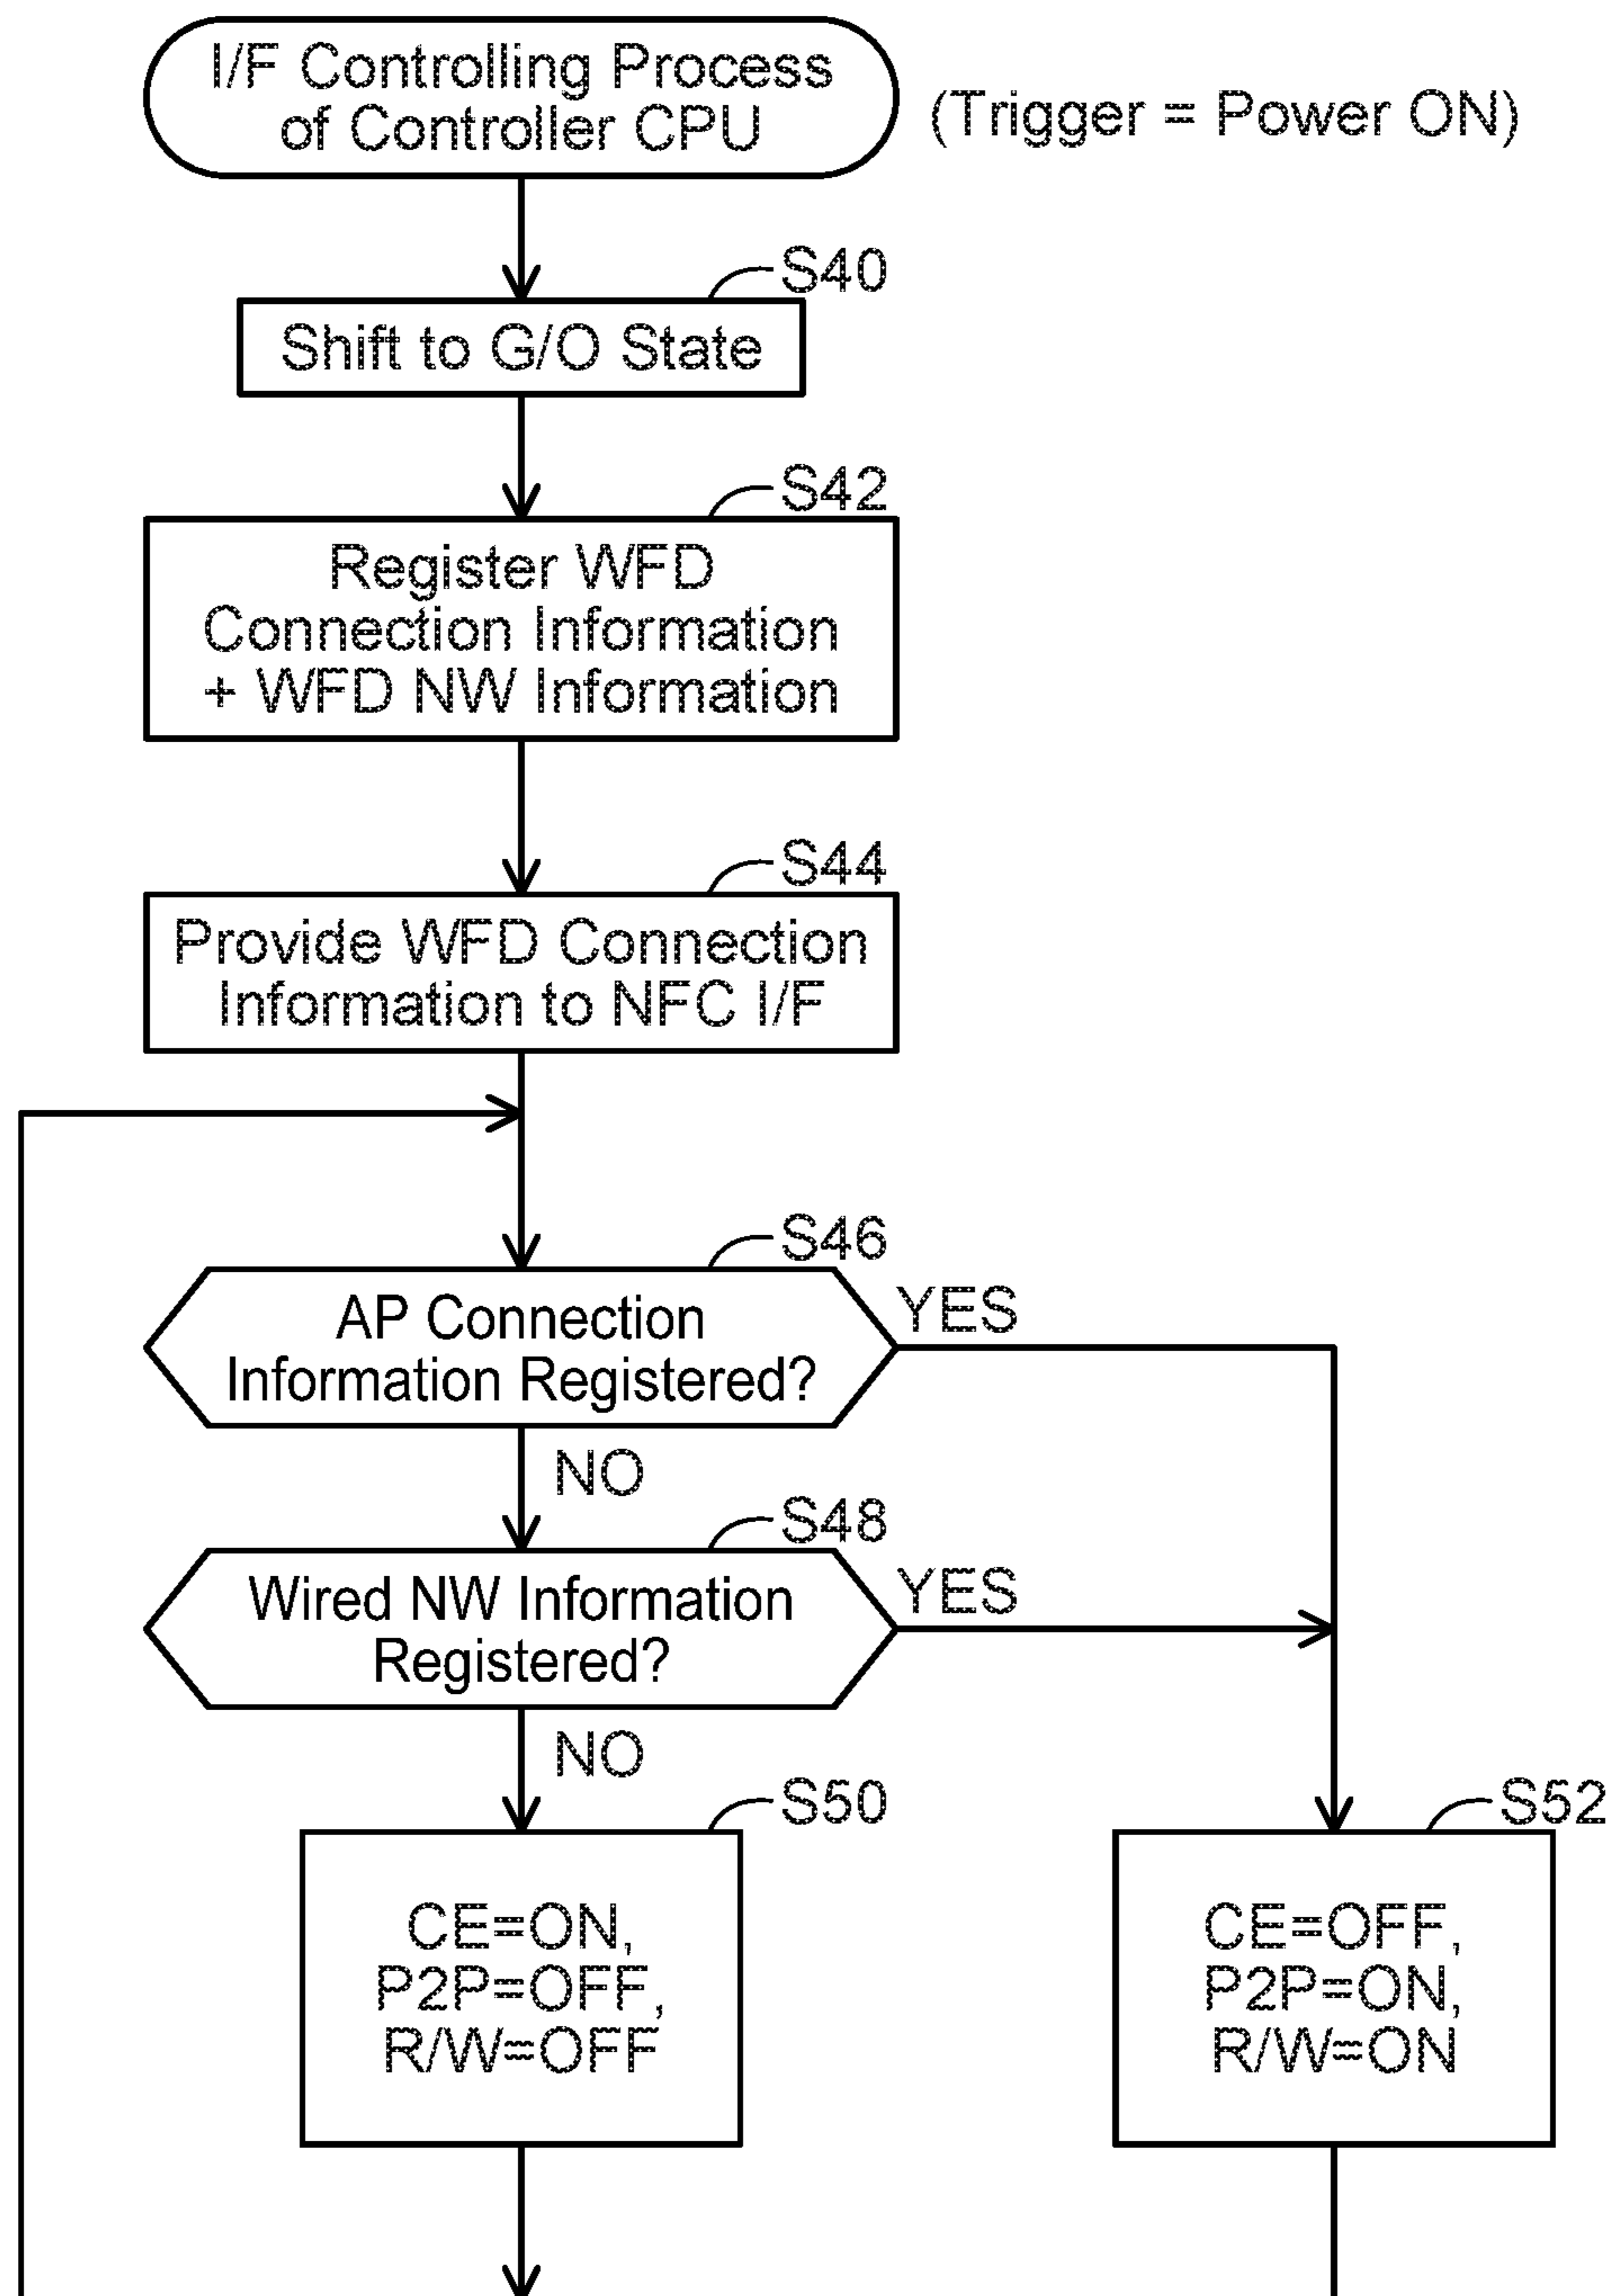 I/F Controlling Process
of Controller CPU
(Trigger = Power ON)
S40
Shift to G/O State
S42
Register WFD
Connection Information
+ WFD NW Information
S44
Provide WFD Connection
Information to NFC I/F
S46
AP Connection
Information Registered?
YES
NO
S48
Wired NW Information
Registered?
YES
NO
S50
CE=ON,
P2P=OFF,
R/W=OFF
S52
CE=OFF,
P2P=ON,
R/W=ON